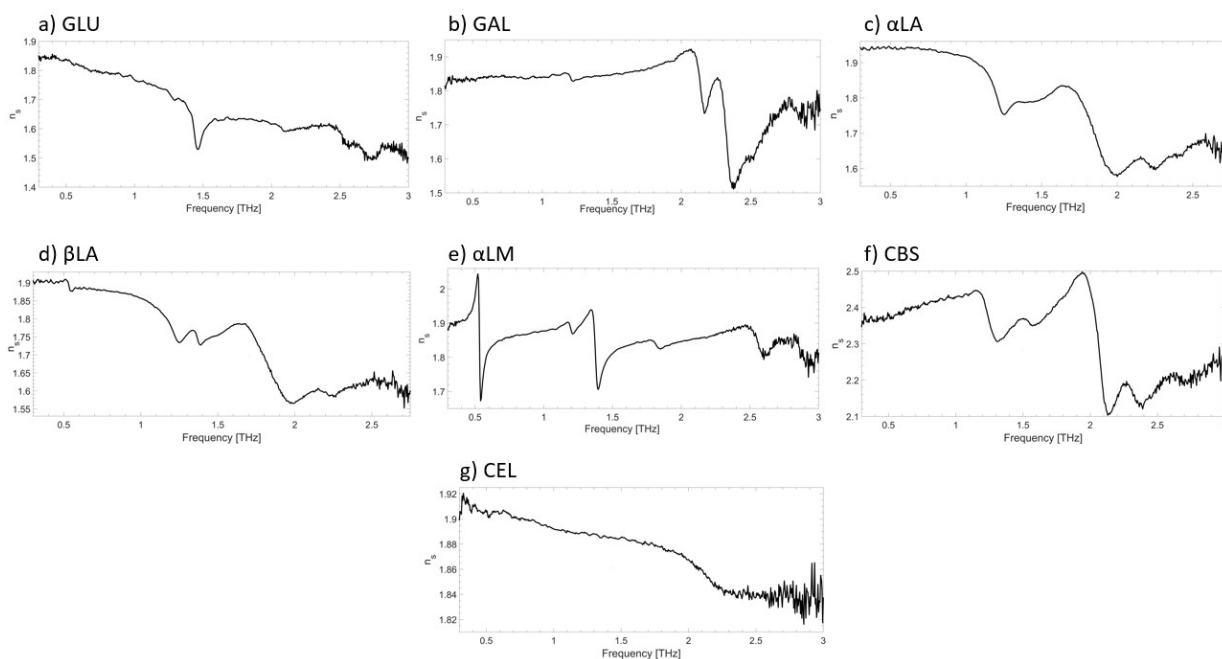 a) GLU
1.9
1.8
1.7
1.6
1.5
1.4
n_s
0.5 1 1.5 2 2.5 3
Frequency [THz]
b) GAL
1.9
1.8
1.7
1.6
1.5
n_s
0.5 1 1.5 2 2.5 3
Frequency [THz]
c) αLA
1.9
1.8
1.7
1.6
n_s
0.5 1 1.5 2 2.5
Frequency [THz]
d) βLA
1.9
1.85
1.8
1.75
1.7
1.65
1.6
1.55
n_s
0.5 1 1.5 2 2.5
Frequency [THz]
e) αLM
2
1.9
1.8
1.7
n_s
0.5 1 1.5 2 2.5 3
Frequency [THz]
f) CBS
2.5
2.4
2.3
2.2
2.1
n_s
0.5 1 1.5 2 2.5
Frequency [THz]
g) CEL
1.92
1.9
1.88
1.86
1.84
1.82
n_s
0.5 1 1.5 2 2.5 3
Frequency [THz]